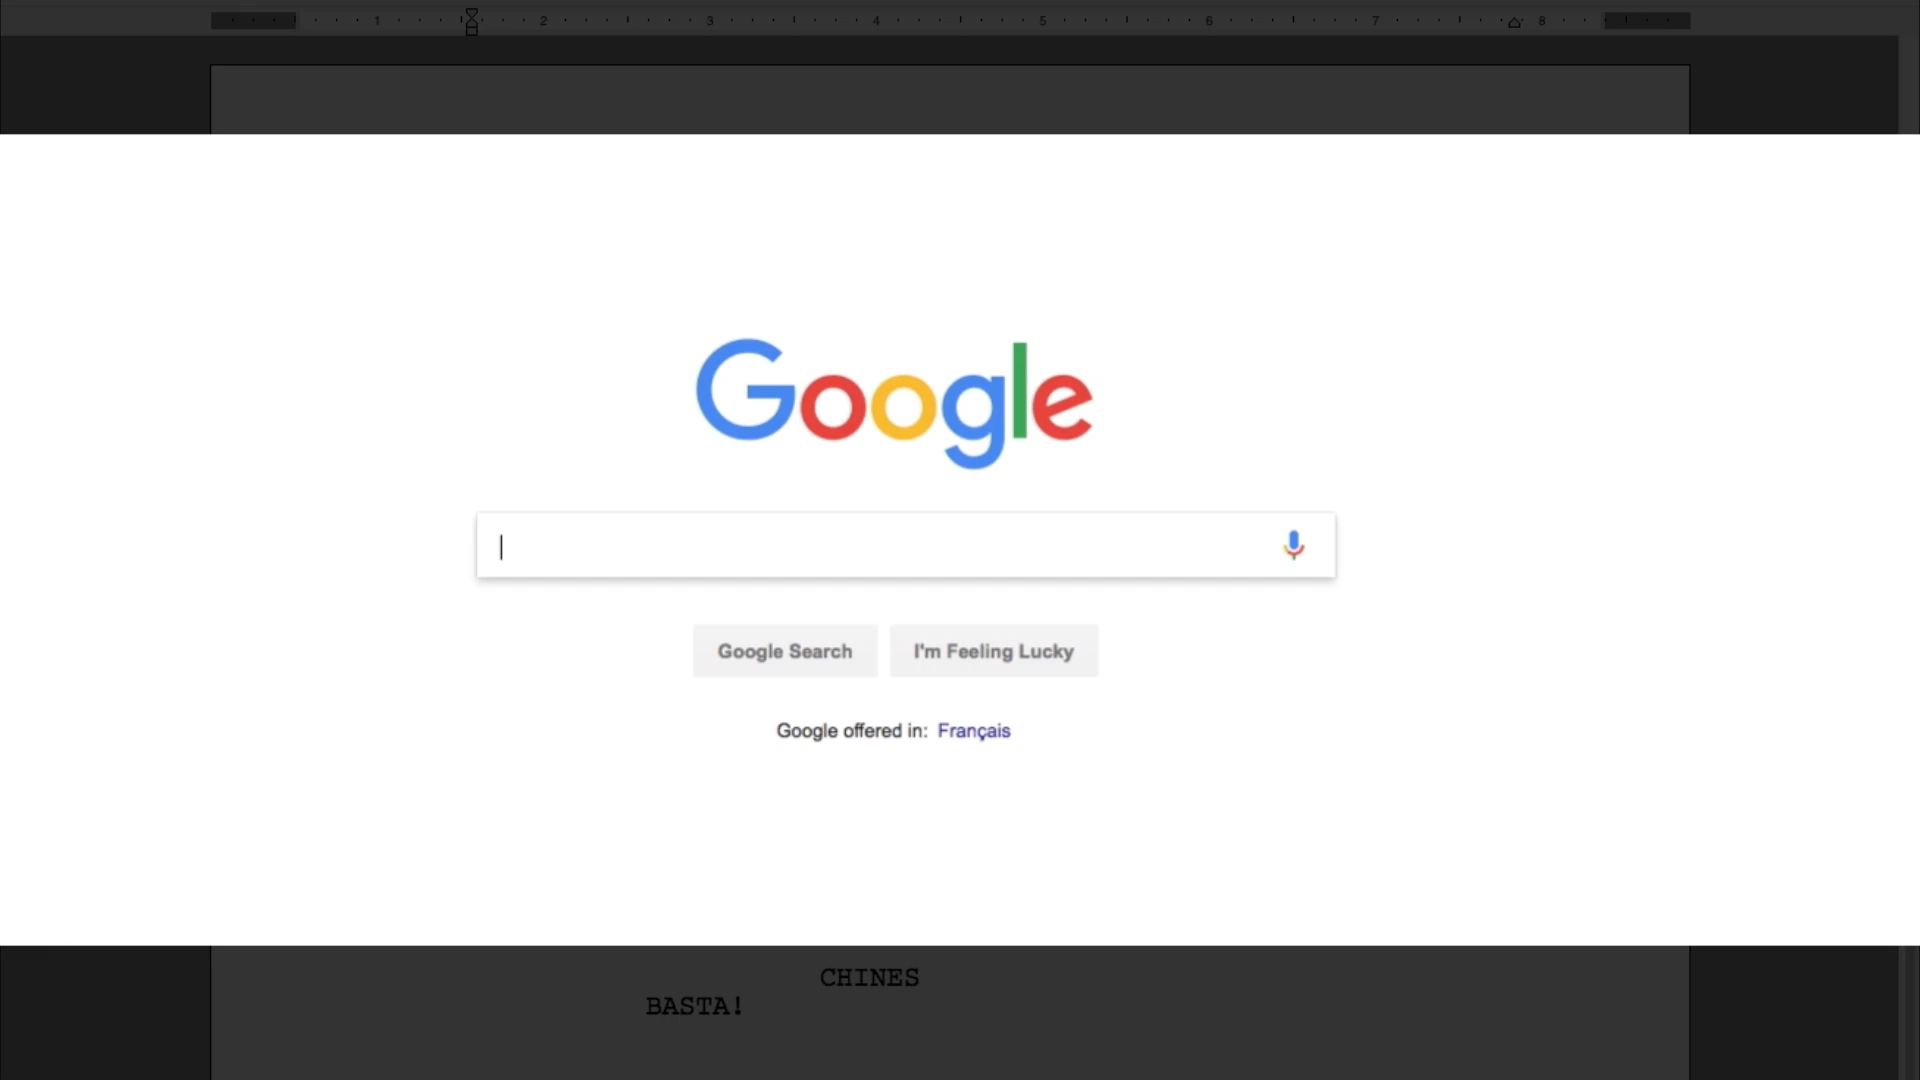 1 2 3 4 5 6 7 8
Google
Google Search I'm Feeling Lucky
Google offered in: Français
CHINES
BASTA!